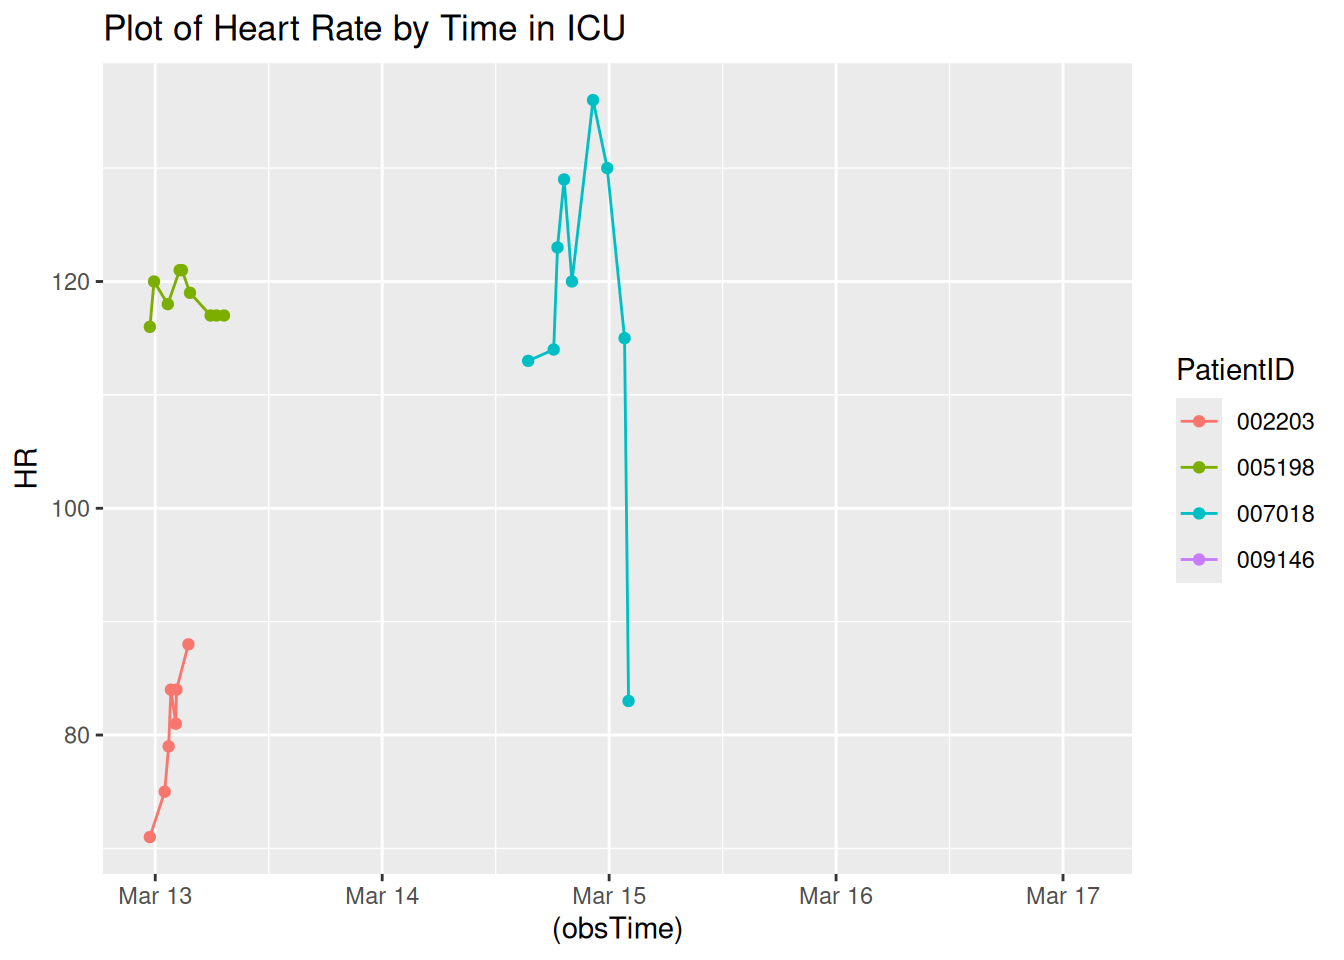 Plot of Heart Rate by Time in ICU
HR
120
100
80
Mar 13
Mar 14
Mar 15
Mar 16
Mar 17
(obsTime)
PatientID
002203
005198
007018
009146